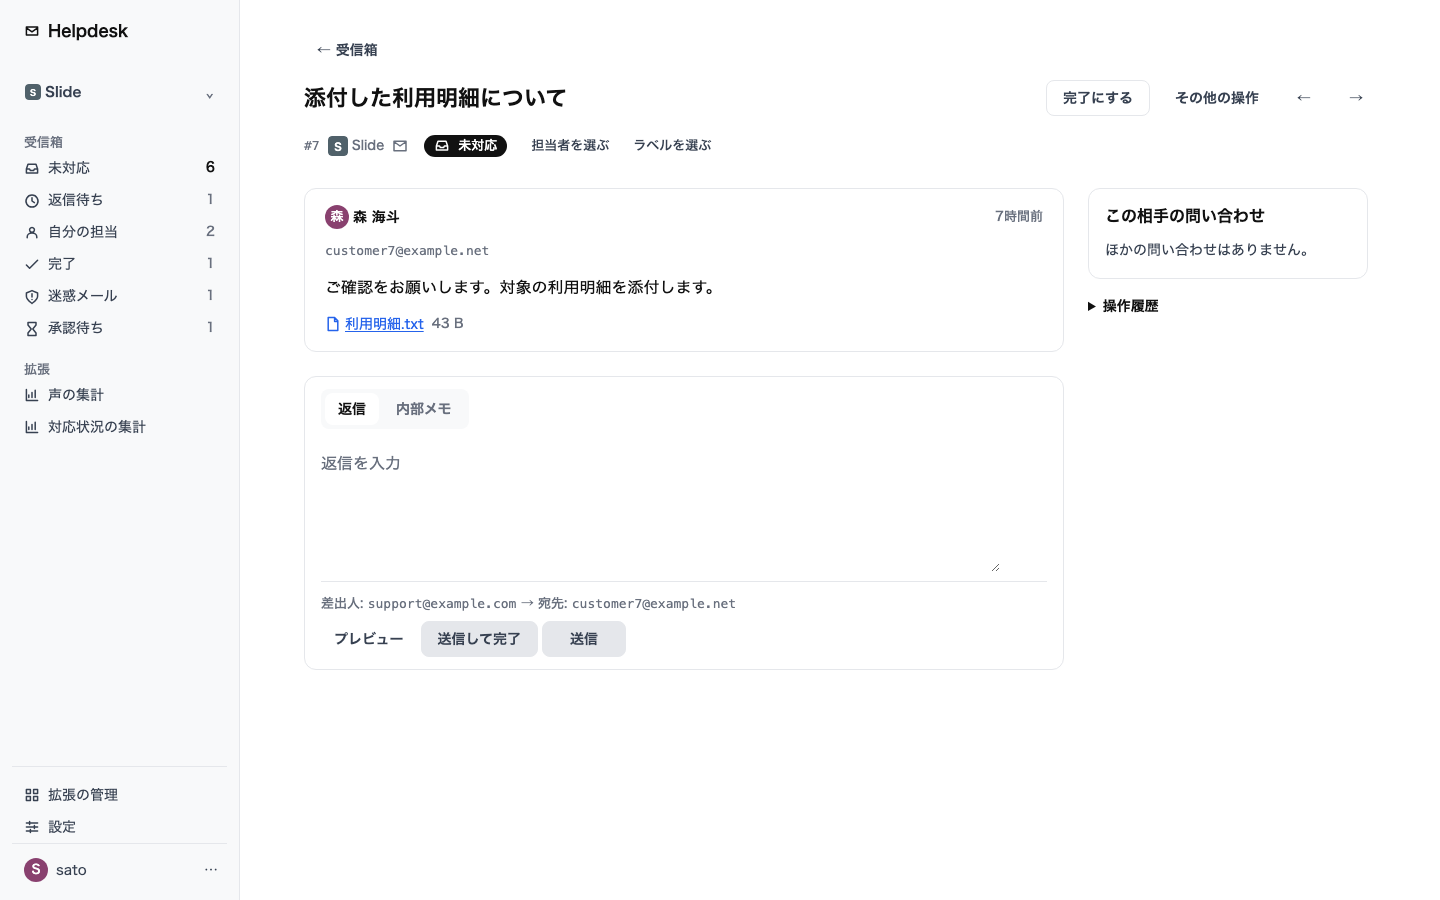 Helpdesk
S Slide
受信箱
未対応 6
返信待ち 1
自分の担当 2
完了 1
迷惑メール 1
承認待ち 1
拡張
声の集計
対応状況の集計
拡張の管理
設定
S sato ...
← 受信箱
添付した利用明細について
完了にする その他の操作 ← →
#7 S Slide 未対応 担当者を選ぶ ラベルを選ぶ
森 森 海斗 7時間前
customer7@example.net
ご確認をお願いします。対象の利用明細を添付します。
利用明細.txt 43 B
返信 内部メモ
返信を入力
差出人: support@example.com → 宛先: customer7@example.net
プレビュー 送信して完了 送信
この相手の問い合わせ
ほかの問い合わせはありません。
▶ 操作履歴